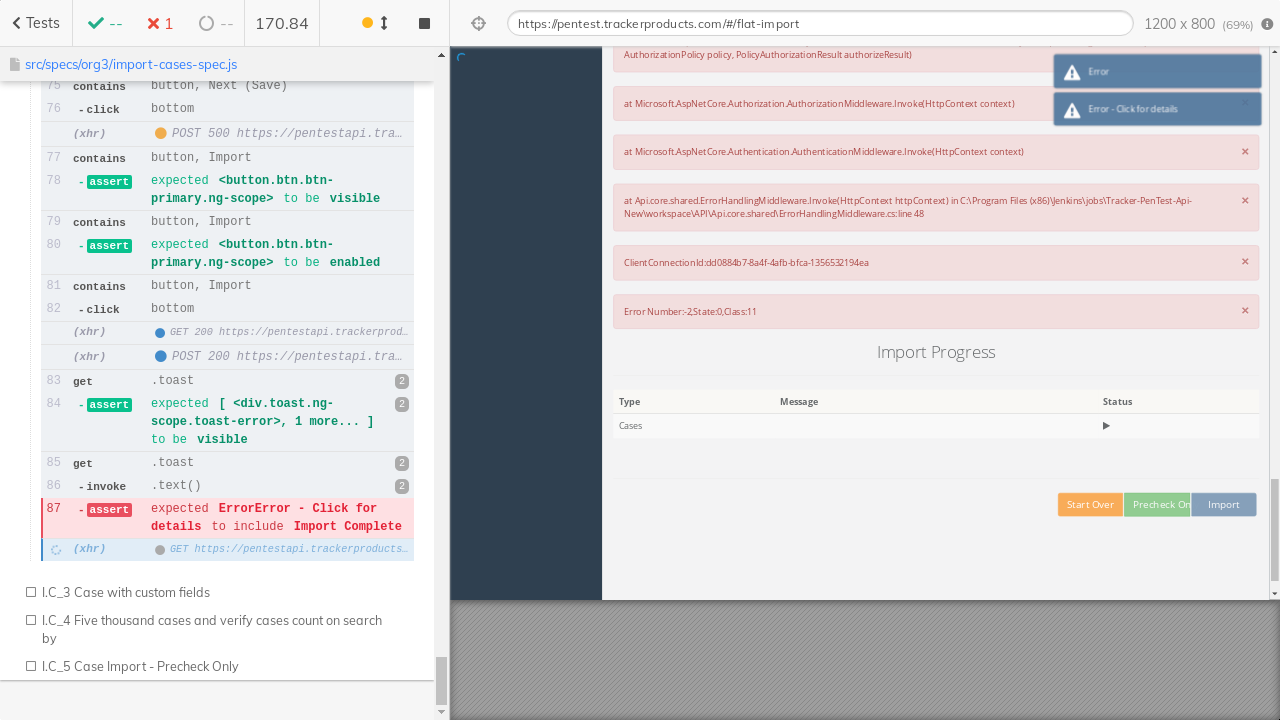 Tests
--
1
--
170.84
https://pentest.trackerproducts.com/#/flat-import
1200 x 800 (69%)
src/specs/org3/import-cases-spec.js
75 contains button, Next (Save)
76 - click bottom
(xhr) POST 500 https://pentestapi.tra…
77 contains button, Import
78 - assert expected <button.btn.btn-
primary.ng-scope> to be visible
79 contains button, Import
80 - assert expected <button.btn.btn-
primary.ng-scope> to be enabled
81 contains button, Import
82 - click bottom
(xhr) GET 200 https://pentestapi.trackerprod…
(xhr) POST 200 https://pentestapi.tra…
83 get .toast 2
84 - assert expected [ <div.toast.ng- 2
scope.toast-error>, 1 more... ]
to be visible
85 get .toast 2
86 - invoke .text() 2
87 - assert expected ErrorError - Click for
details to include Import Complete
(xhr) GET https://pentestapi.trackerproducts…
I.C_3 Case with custom fields
I.C_4 Five thousand cases and verify cases count on search
by
I.C_5 Case Import - Precheck Only
AuthorizationPolicy policy, PolicyAuthorizationResult authorizeResult)
Error
at Microsoft.AspNetCore.Authorization.AuthorizationMiddleware.Invoke(HttpContext context)
Error - Click for details
at Microsoft.AspNetCore.Authentication.AuthenticationMiddleware.Invoke(HttpContext context) ×
at Api.core.shared.ErrorHandlingMiddleware.Invoke(HttpContext httpContext) in C:\Program Files (x86)\Jenkins\jobs\Tracker-PenTest-Api- ×
New\workspace\API\Api.core.shared\ErrorHandlingMiddleware.cs:line 48
ClientConnectionId:dd0884b7-8a4f-4afb-bfca-1356532194ea ×
Error Number:-2,State:0,Class:11 ×
Import Progress
Type Message Status
Cases
Start Over Precheck On Import